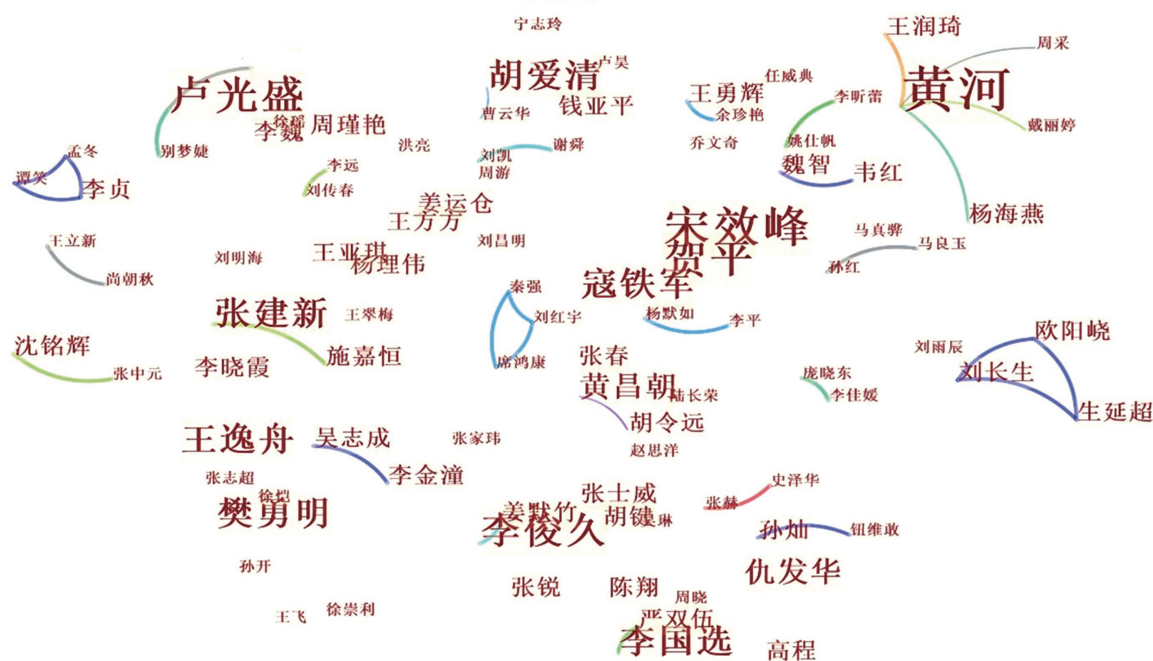 宁志玲
王润琦
周采
卢昊
胡爱清
任威典
黄河
卢光盛
王勇辉
李昕蕾
钱亚平
曹云华
余珍艳
徐瑶
周瑾艳
戴丽婷
李巍
姚仕帆
乔文奇
洪亮
谢舜
别梦婕
孟冬
刘凯
李远
魏智
韦红
周游
谭笑
李贞
刘传春
姜运仓
王方方
杨海燕
宋效峰
马真骅
王立新
刘昌明
马良玉
王亚琪
刘明海
贺平
杨理伟
孙红
尚朝秋
寇铁军
秦强
张建新
王翠梅
杨默如
刘红宇
李平
欧阳峣
沈铭辉
刘雨辰
施嘉恒
张春
席鸿康
李晓霞
张中元
庞晓东
刘长生
黄昌朝
陆长荣
李佳媛
生延超
胡令远
王逸舟
吴志成
张家玮
赵思洋
李金潼
张志超
史泽华
徐恺
张士威
张赫
樊勇明
姜默竹
胡键
李俊久
孙灿
钮维敢
孙开
仇发华
张锐
陈翔
周晓
徐崇利
王飞
严双伍
李国选
高程